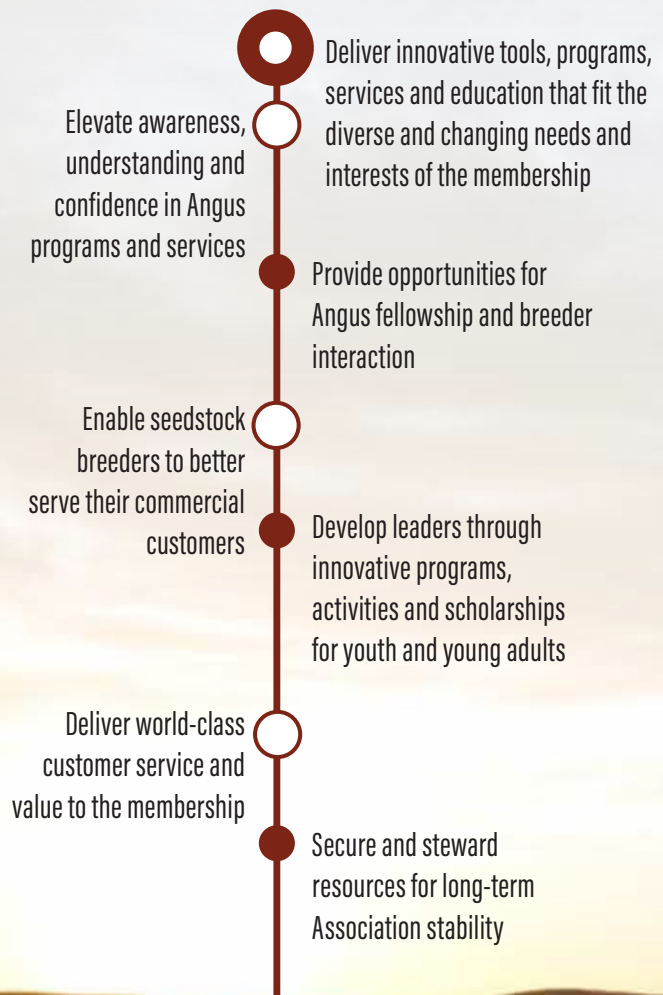 Deliver innovative tools, programs,
services and education that fit the
diverse and changing needs and
interests of the membership
Elevate awareness,
understanding and
confidence in Angus
programs and services
Provide opportunities for
Angus fellowship and breeder
interaction
Enable seedstock
breeders to better
serve their commercial
customers
Develop leaders through
innovative programs,
activities and scholarships
for youth and young adults
Deliver world-class
customer service and
value to the membership
Secure and steward
resources for long-term
Association stability